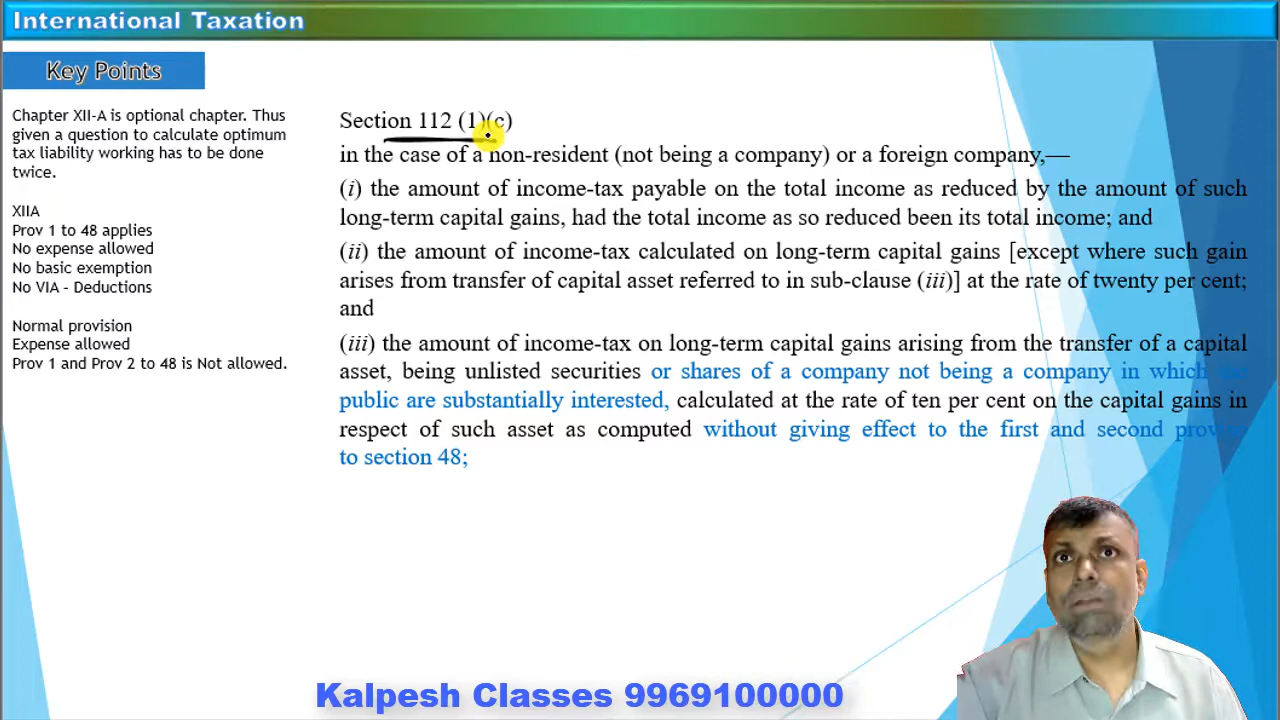 International Taxation
Key Points
Chapter XII-A is optional chapter. Thus
given a question to calculate optimum
tax liability working has to be done
twice.
XIIA
Prov 1 to 48 applies
No expense allowed
No basic exemption
No VIA - Deductions
Normal provision
Expense allowed
Prov 1 and Prov 2 to 48 is Not allowed.
Section 112 (1)(c)
in the case of a non-resident (not being a company) or a foreign company,—
(i) the amount of income-tax payable on the total income as reduced by the amount of such
long-term capital gains, had the total income as so reduced been its total income; and
(ii) the amount of income-tax calculated on long-term capital gains [except where such gain
arises from transfer of capital asset referred to in sub-clause (iii)] at the rate of twenty per cent;
and
(iii) the amount of income-tax on long-term capital gains arising from the transfer of a capital
asset, being unlisted securities or shares of a company not being a company in which
public are substantially interested, calculated at the rate of ten per cent on the capital gains in
respect of such asset as computed without giving effect to the first and second
to section 48;
Kalpesh Classes 9969100000